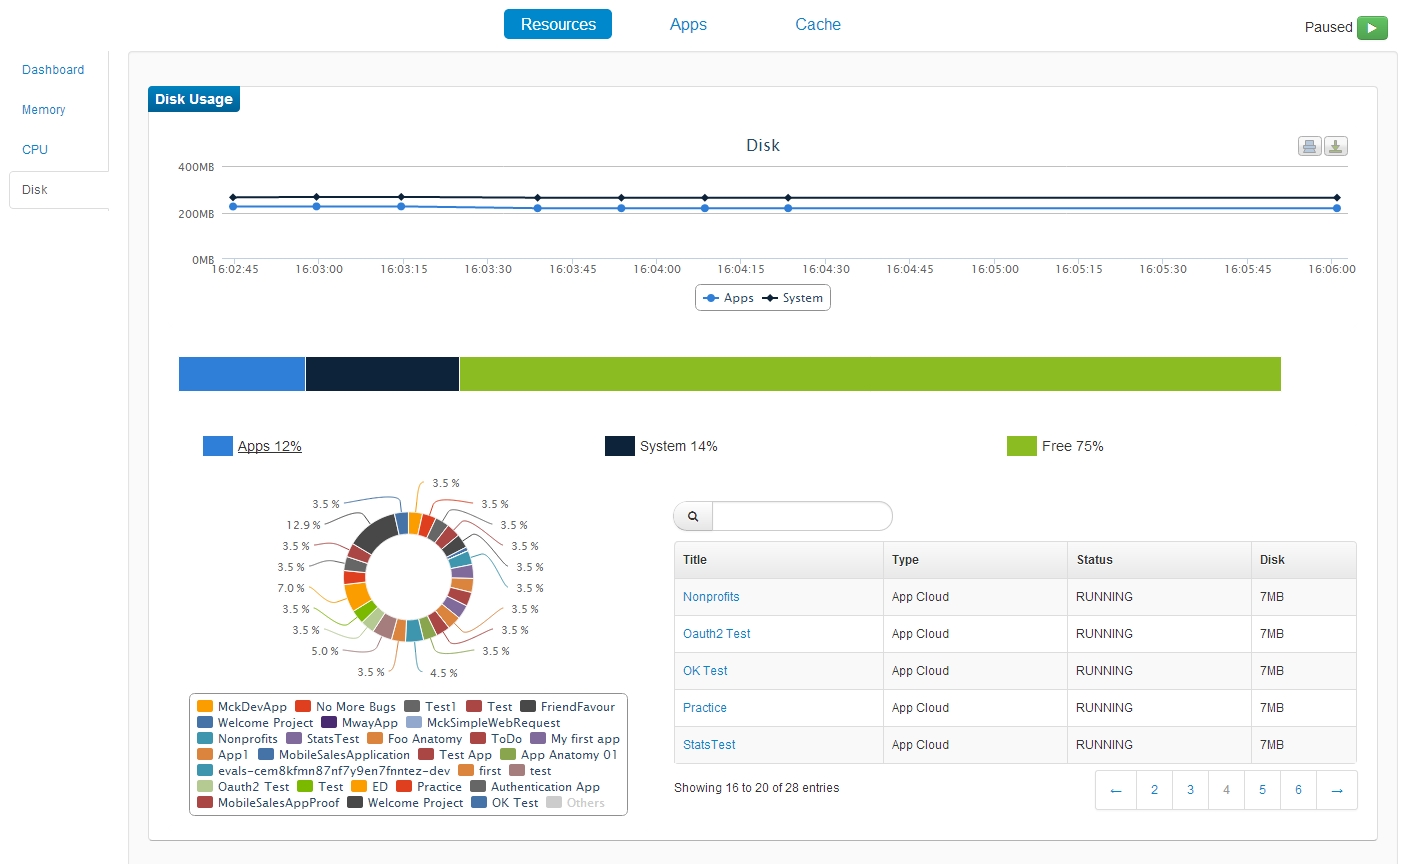 Resources Apps Cache Paused
Dashboard
Memory
CPU
Disk
Disk Usage
Disk
400MB
200MB
0MB
16:02:45 16:03:00 16:03:15 16:03:30 16:03:45 16:04:00 16:04:15 16:04:30 16:04:45 16:05:00 16:05:15 16:05:30 16:05:45 16:06:00
Apps System
Apps 12% System 14% Free 75%
3.5 %
3.5 % 3.5 %
12.9 % 3.5 %
3.5 % 3.5 %
3.5 % 3.5 %
7.0 % 3.5 %
3.5 % 3.5 %
3.5 % 3.5 %
5.0 % 3.5 %
3.5 % 4.5 %
MckDevApp No More Bugs Test1 Test FriendFavour
Welcome Project MwayApp MckSimpleWebRequest
Nonprofits StatsTest Foo Anatomy ToDo My first app
App1 MobileSalesApplication Test App App Anatomy 01
evals-cem8kfmn87nf7y9en7fnntez-dev first test
Oauth2 Test Test ED Practice Authentication App
MobileSalesAppProof Welcome Project OK Test Others
Title Type Status Disk
Nonprofits App Cloud RUNNING 7MB
Oauth2 Test App Cloud RUNNING 7MB
OK Test App Cloud RUNNING 7MB
Practice App Cloud RUNNING 7MB
StatsTest App Cloud RUNNING 7MB
Showing 16 to 20 of 28 entries ← 2 3 4 5 6 →